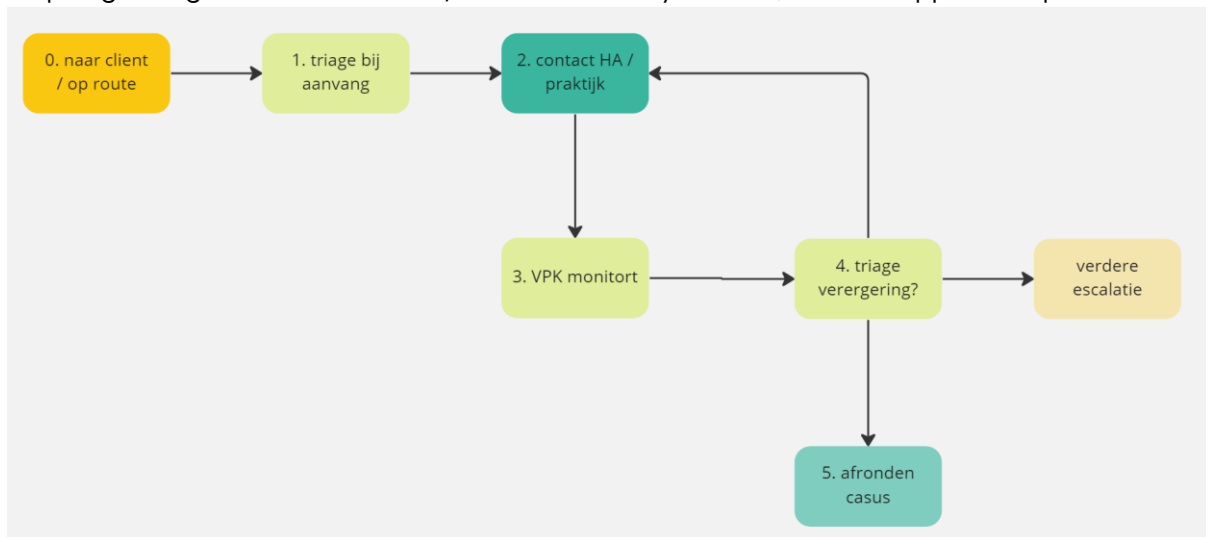 0. naar client
/ op route
1. triage bij
aanvang
2. contact HA /
praktijk
3. VPK monitort
4. triage
verergering?
verdere
escalatie
5. afronden
casus